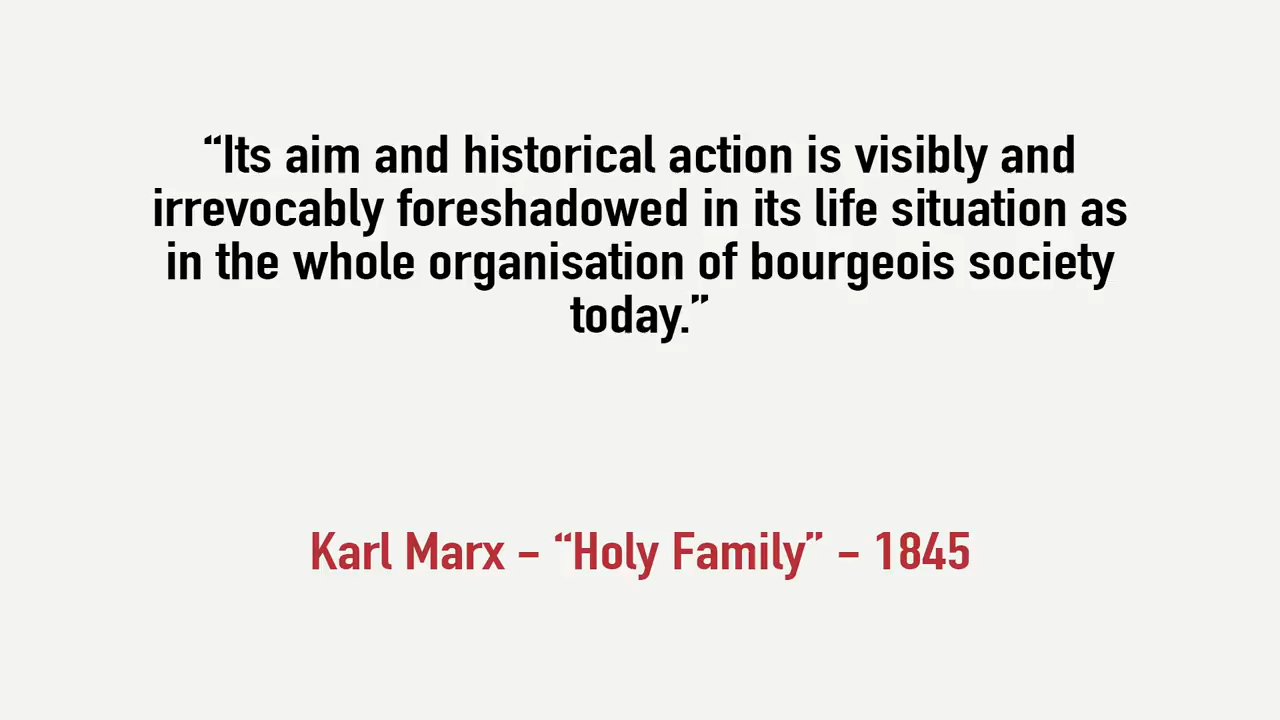 “Its aim and historical action is visibly and
irrevocably foreshadowed in its life situation as
in the whole organisation of bourgeois society
today.”
Karl Marx – “Holy Family” – 1845